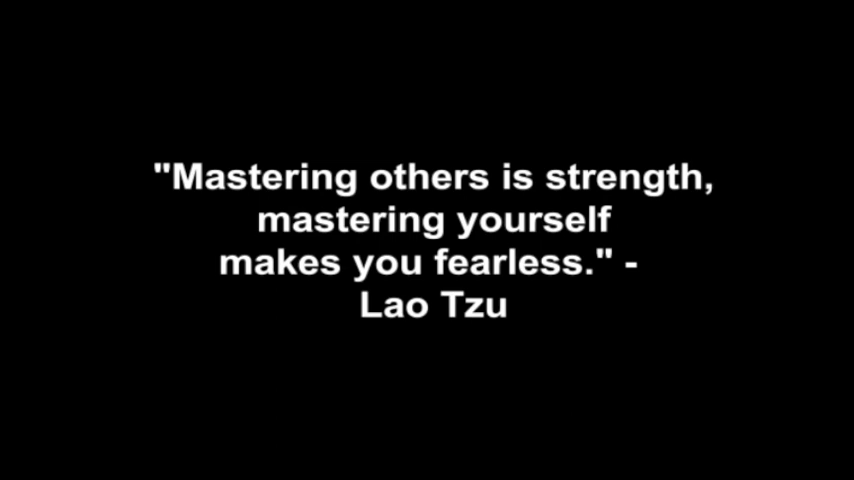 "Mastering others is strength,
mastering yourself
makes you fearless." -
Lao Tzu